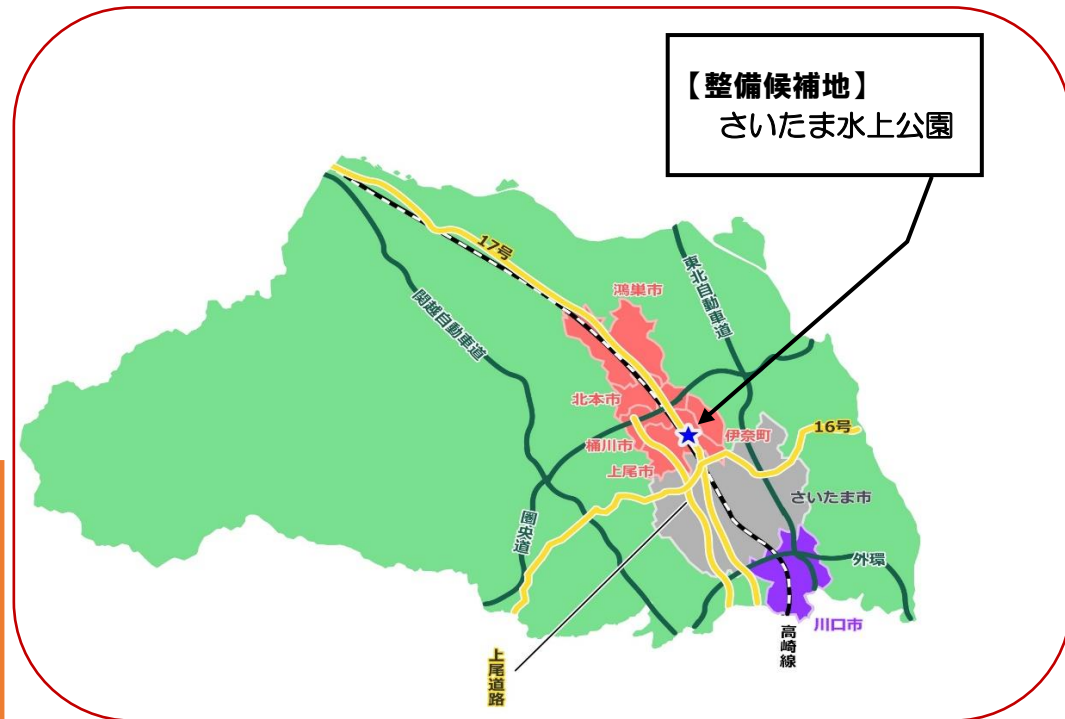 【整備候補地】
さいたま水上公園
17号
鴻巣市
東北自動車道
関越自動車道
北本市
桶川市
伊奈町
16号
上尾市
さいたま市
圏央道
外環
川口市
高崎線
上尾道路